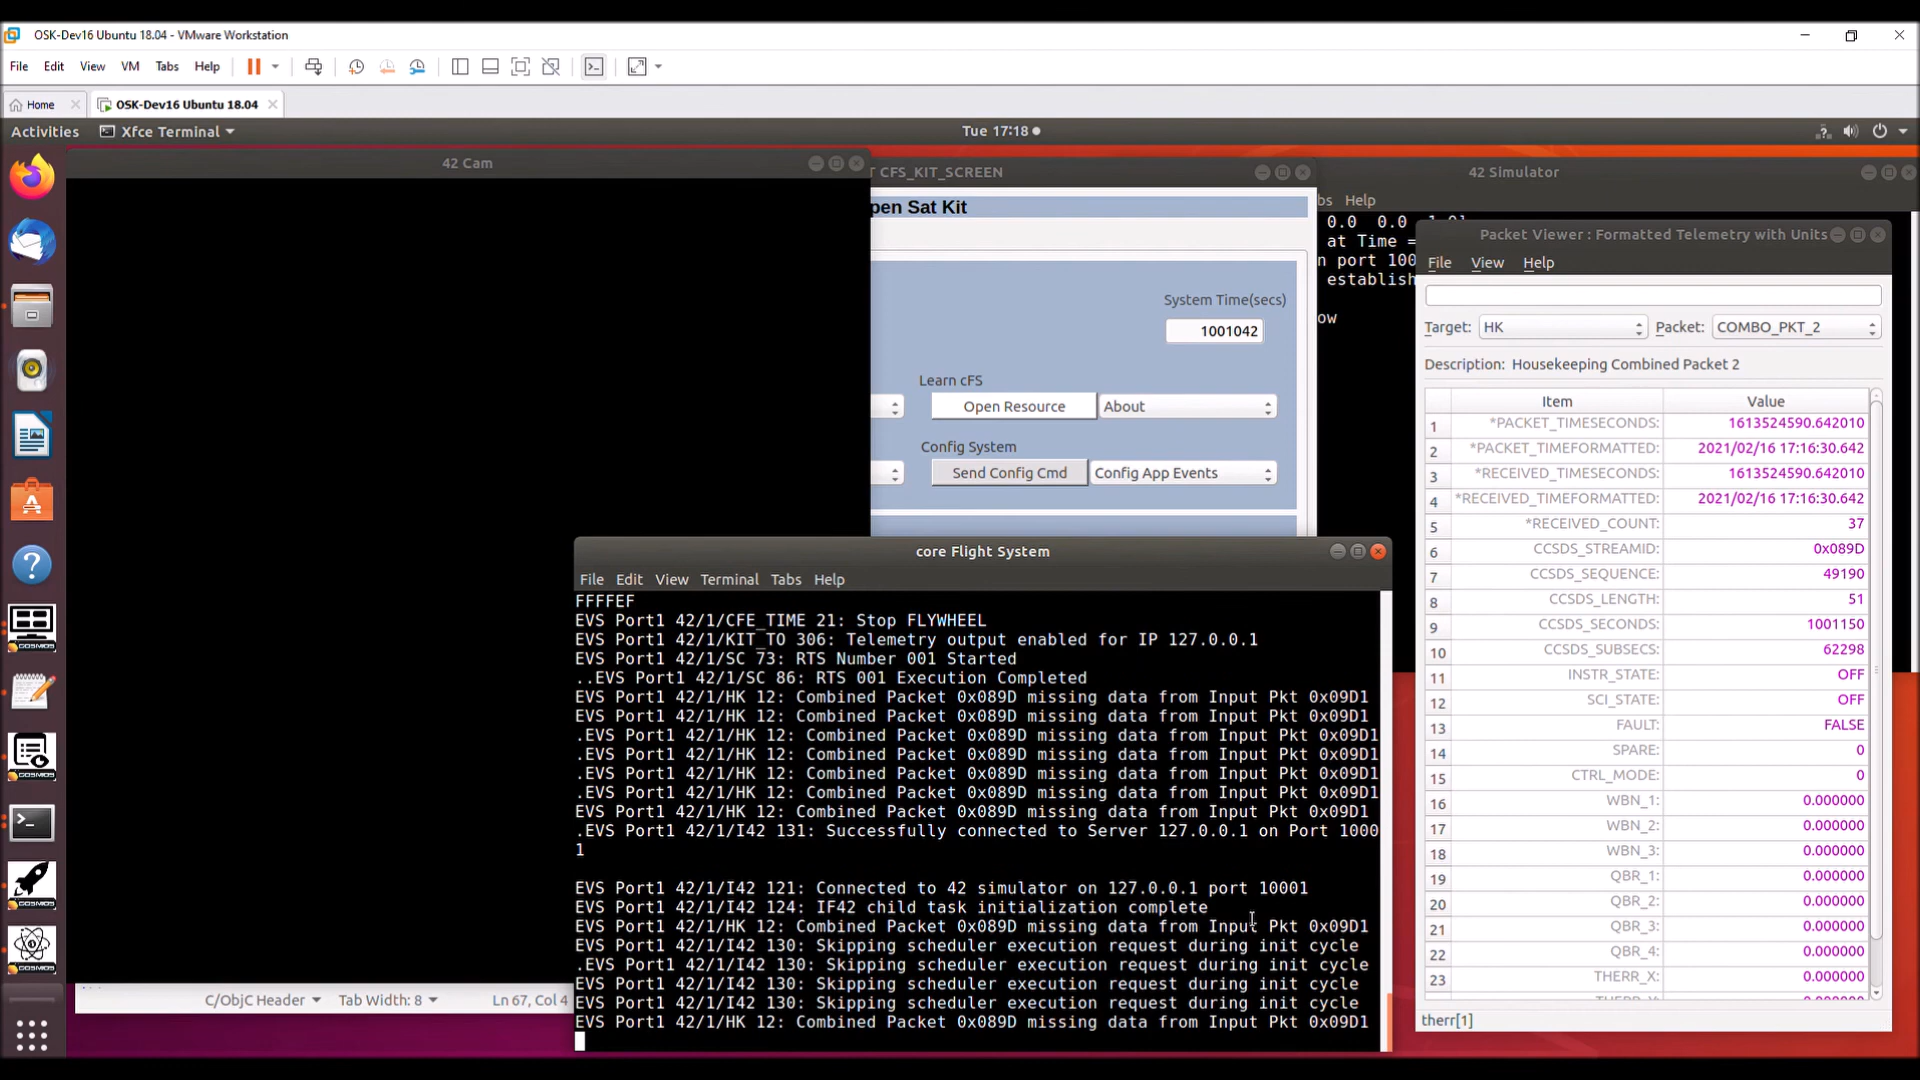 OSK-Dev16 Ubuntu 18.04 - VMware Workstation
File Edit View VM Tabs Help
Home OSK-Dev16 Ubuntu 18.04
Activities Xfce Terminal Tue 17:18
42 Cam
CFS_KIT_SCREEN
pen Sat Kit
System Time(secs)
1001042
Learn cFS
Open Resource About
Config System
Send Config Cmd Config App Events
42 Simulator
bs Help
0.0 0.0
at Time =
n port 100
establish
ow
Packet Viewer : Formatted Telemetry with Units
File View Help
Target: HK Packet: COMBO_PKT_2
Description: Housekeeping Combined Packet 2
Item Value
1 *PACKET_TIMESECONDS: 1613524590.642010
2 *PACKET_TIMEFORMATTED: 2021/02/16 17:16:30.642
3 *RECEIVED_TIMESECONDS: 1613524590.642010
4 *RECEIVED_TIMEFORMATTED: 2021/02/16 17:16:30.642
5 *RECEIVED_COUNT: 37
6 CCSDS_STREAMID: 0x089D
7 CCSDS_SEQUENCE: 49190
8 CCSDS_LENGTH: 51
9 CCSDS_SECONDS: 1001150
10 CCSDS_SUBSECS: 62298
11 INSTR_STATE: OFF
12 SCI_STATE: OFF
13 FAULT: FALSE
14 SPARE: 0
15 CTRL_MODE: 0
16 WBN_1: 0.000000
17 WBN_2: 0.000000
18 WBN_3: 0.000000
19 QBR_1: 0.000000
20 QBR_2: 0.000000
21 QBR_3: 0.000000
22 QBR_4: 0.000000
23 THERR_X: 0.000000
therr[1]
core Flight System
File Edit View Terminal Tabs Help
FFFFEF
EVS Port1 42/1/CFE_TIME 21: Stop FLYWHEEL
EVS Port1 42/1/KIT_TO 306: Telemetry output enabled for IP 127.0.0.1
EVS Port1 42/1/SC 73: RTS Number 001 Started
..EVS Port1 42/1/SC 86: RTS 001 Execution Completed
EVS Port1 42/1/HK 12: Combined Packet 0x089D missing data from Input Pkt 0x09D1
EVS Port1 42/1/HK 12: Combined Packet 0x089D missing data from Input Pkt 0x09D1
.EVS Port1 42/1/HK 12: Combined Packet 0x089D missing data from Input Pkt 0x09D1
.EVS Port1 42/1/HK 12: Combined Packet 0x089D missing data from Input Pkt 0x09D1
.EVS Port1 42/1/HK 12: Combined Packet 0x089D missing data from Input Pkt 0x09D1
.EVS Port1 42/1/HK 12: Combined Packet 0x089D missing data from Input Pkt 0x09D1
EVS Port1 42/1/HK 12: Combined Packet 0x089D missing data from Input Pkt 0x09D1
.EVS Port1 42/1/I42 131: Successfully connected to Server 127.0.0.1 on Port 1000
1
EVS Port1 42/1/I42 121: Connected to 42 simulator on 127.0.0.1 port 10001
EVS Port1 42/1/I42 124: IF42 child task initialization complete
EVS Port1 42/1/HK 12: Combined Packet 0x089D missing data from Input Pkt 0x09D1
EVS Port1 42/1/I42 130: Skipping scheduler execution request during init cycle
.EVS Port1 42/1/I42 130: Skipping scheduler execution request during init cycle
EVS Port1 42/1/I42 130: Skipping scheduler execution request during init cycle
EVS Port1 42/1/I42 130: Skipping scheduler execution request during init cycle
EVS Port1 42/1/HK 12: Combined Packet 0x089D missing data from Input Pkt 0x09D1
C/ObjC Header Tab Width: 8 Ln 67, Col 4
COSMOS
COSMOS
COSMOS